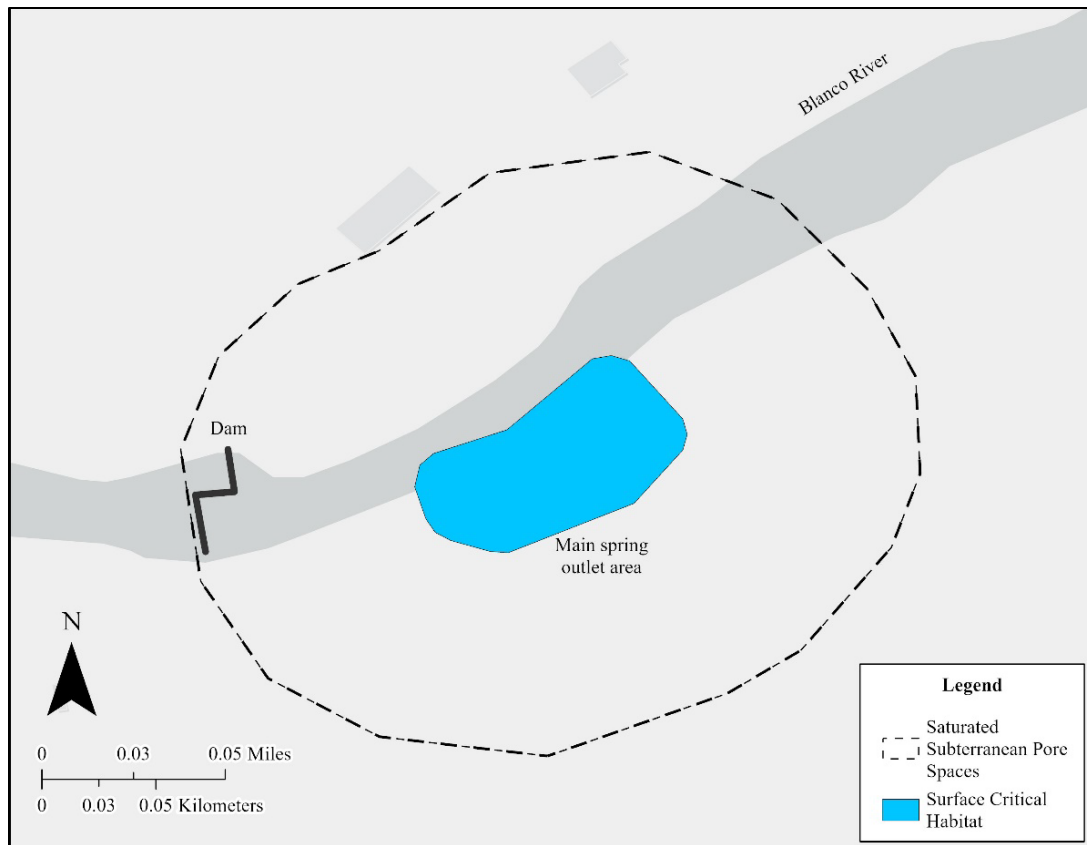 Blanco River
Dam
Main spring
outlet area
N
0 0.03 0.05 Miles
0 0.03 0.05 Kilometers
Legend
Saturated
Subterranean Pore
Spaces
Surface Critical
Habitat